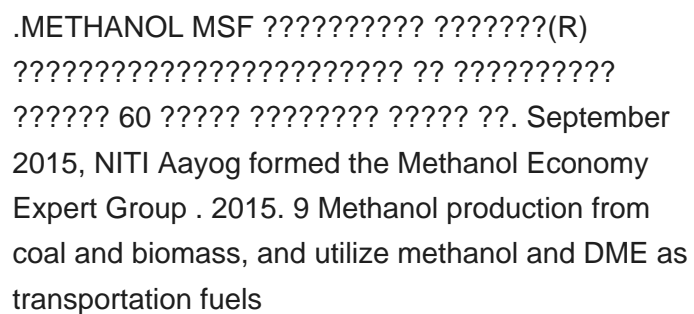 .METHANOL MSF ?????????? ???????(R)
???????????????????????? ?? ??????????
?????? 60 ????? ???????? ????? ??. September
2015, NITI Aayog formed the Methanol Economy
Expert Group . 2015. 9 Methanol production from
coal and biomass, and utilize methanol and DME as
transportation fuels